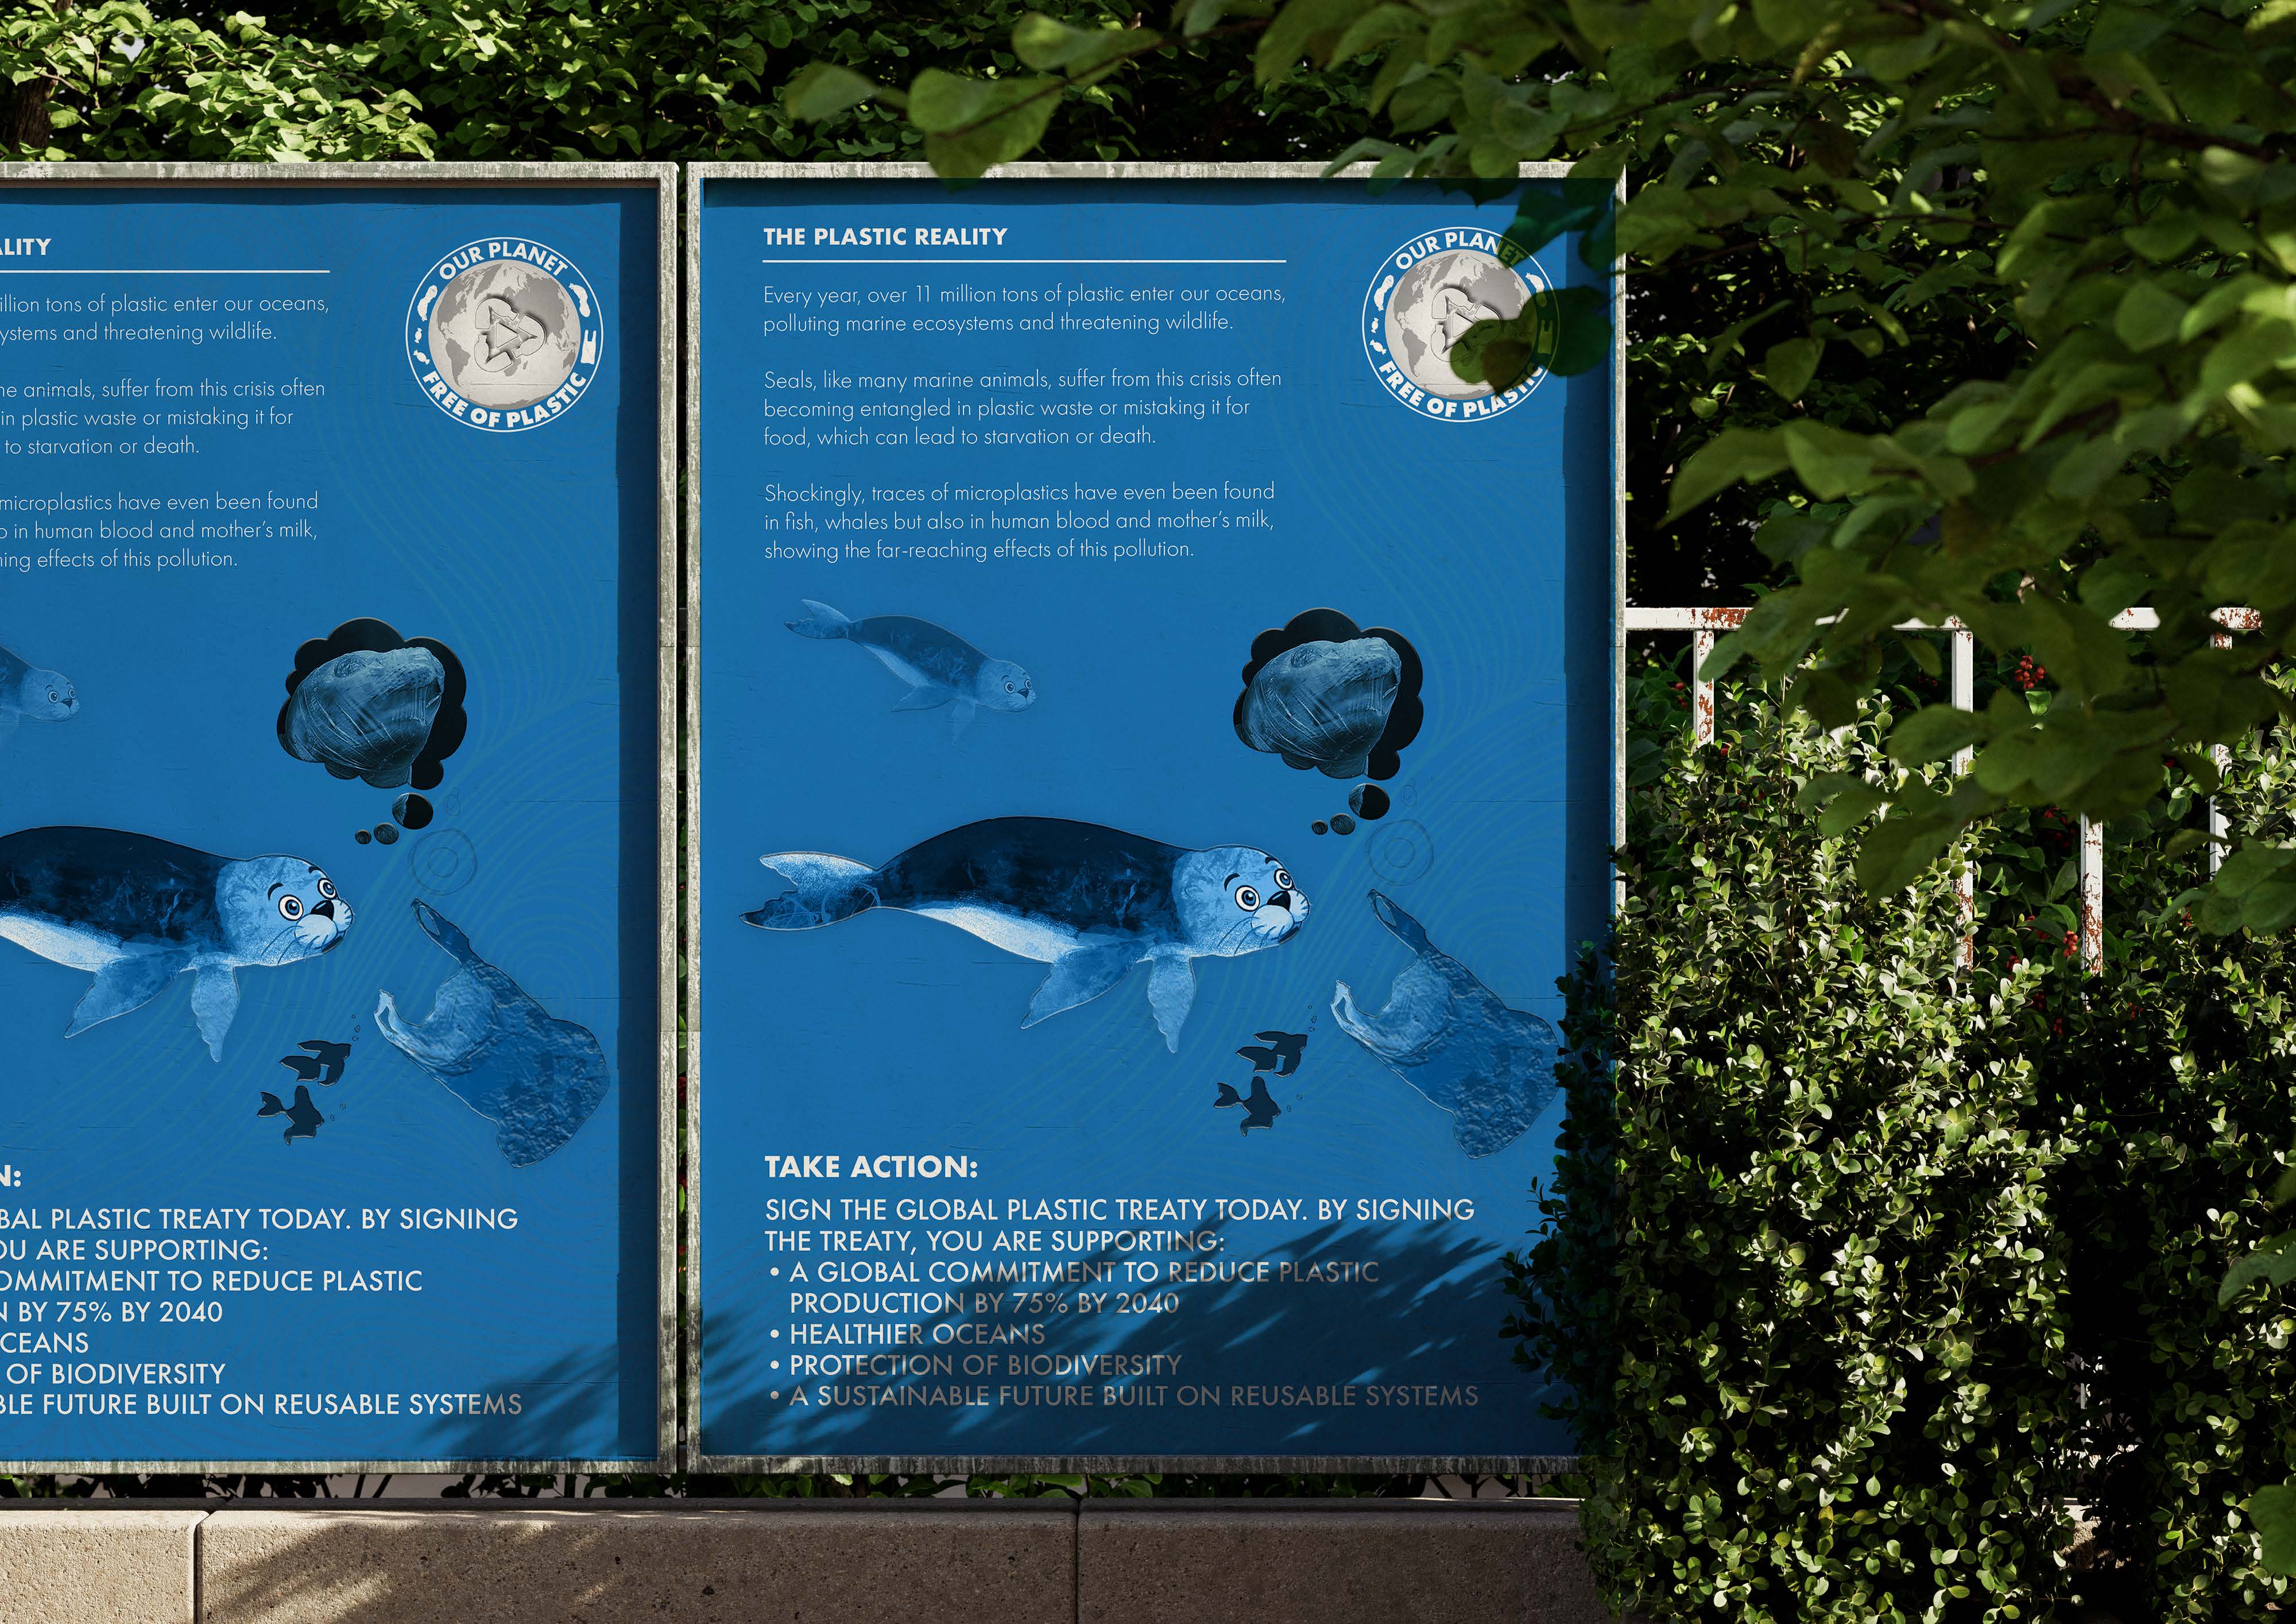 ALITY
illion tons of plastic enter our oceans,
ystems and threatening wildlife.
ne animals, suffer from this crisis often
in plastic waste or mistaking it for
to starvation or death.
microplastics have even been found
o in human blood and mother's milk,
ning effects of this pollution.
OUR PLANET
FREE OF PLASTIC
N:
BAL PLASTIC TREATY TODAY. BY SIGNING
OU ARE SUPPORTING:
OMMITMENT TO REDUCE PLASTIC
N BY 75% BY 2040
CEANS
OF BIODIVERSITY
BLE FUTURE BUILT ON REUSABLE SYSTEMS
THE PLASTIC REALITY
Every year, over 11 million tons of plastic enter our oceans,
polluting marine ecosystems and threatening wildlife.
Seals, like many marine animals, suffer from this crisis often
becoming entangled in plastic waste or mistaking it for
food, which can lead to starvation or death.
Shockingly, traces of microplastics have even been found
in fish, whales but also in human blood and mother's milk,
showing the far-reaching effects of this pollution.
OUR PLANET
FREE OF PLASTIC
TAKE ACTION:
SIGN THE GLOBAL PLASTIC TREATY TODAY. BY SIGNING
THE TREATY, YOU ARE SUPPORTING:
• A GLOBAL COMMITMENT TO REDUCE PLASTIC
PRODUCTION BY 75% BY 2040
• HEALTHIER OCEANS
• PROTECTION OF BIODIVERSITY
• A SUSTAINABLE FUTURE BUILT ON REUSABLE SYSTEMS